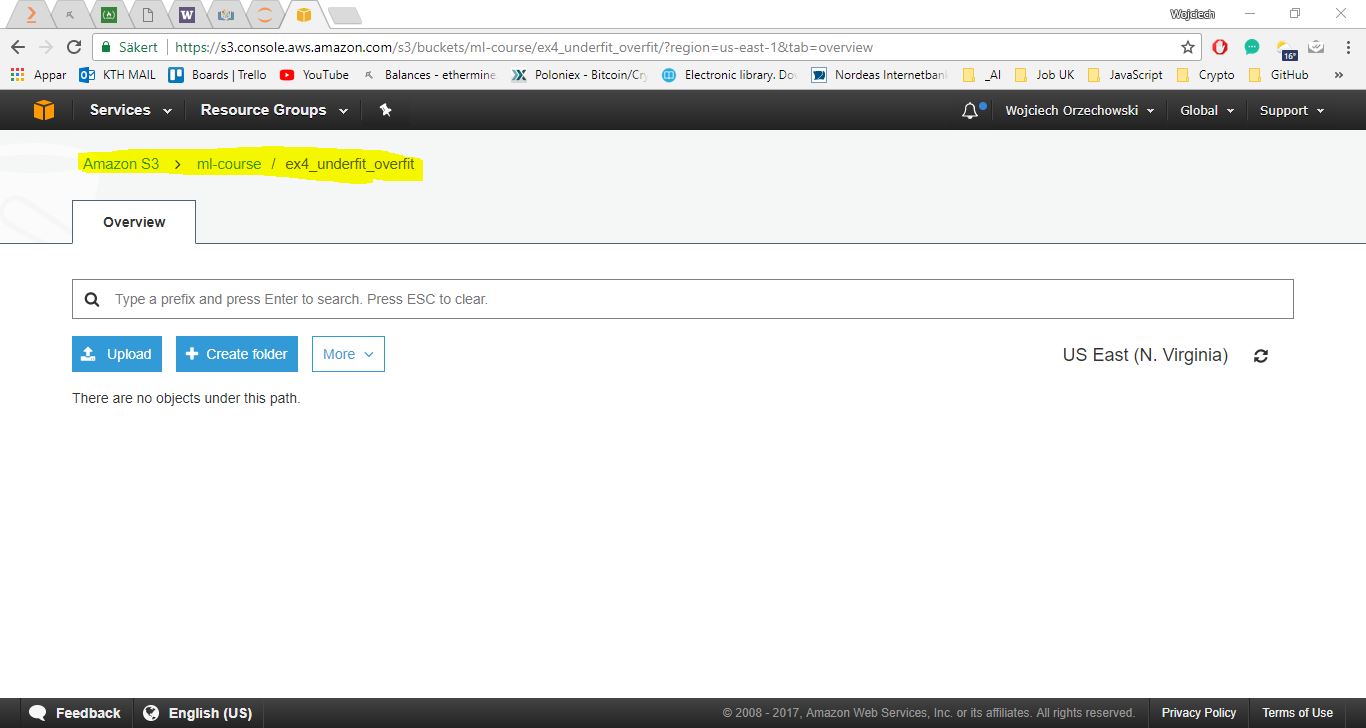 Wojciech
Säkert https://s3.console.aws.amazon.com/s3/buckets/ml-course/ex4_underfit_overfit/?region=us-east-1&tab=overview
16°
Appar KTH MAIL Boards | Trello YouTube Balances - ethermine Poloniex - Bitcoin/Cry Electronic library. Do Nordeas Internetbank _AI Job UK JavaScript Crypto GitHub »
Services Resource Groups Wojciech Orzechowski Global Support
Amazon S3 > ml-course / ex4_underfit_overfit
Overview
Type a prefix and press Enter to search. Press ESC to clear.
Upload + Create folder More US East (N. Virginia)
There are no objects under this path.
Feedback English (US) © 2008 - 2017, Amazon Web Services, Inc. or its affiliates. All rights reserved. Privacy Policy Terms of Use